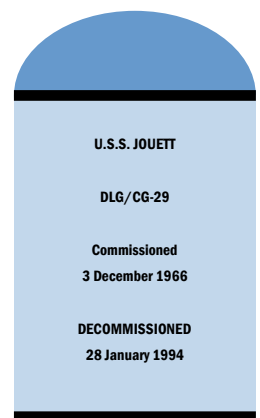 U.S.S. JOUETT
DLG/CG-29
Commissioned
3 December 1966
DECOMMISSIONED
28 January 1994